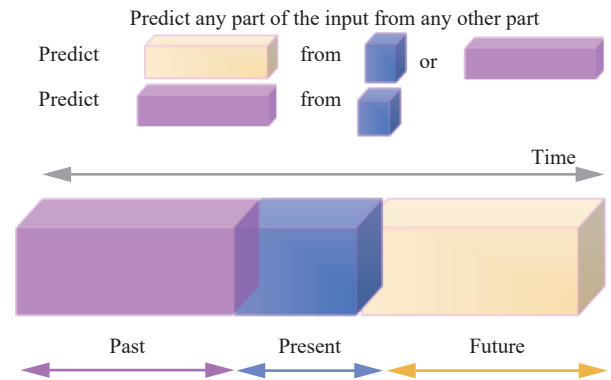 Predict any part of the input from any other part
Predict from or
Predict from
Time
Past Present Future